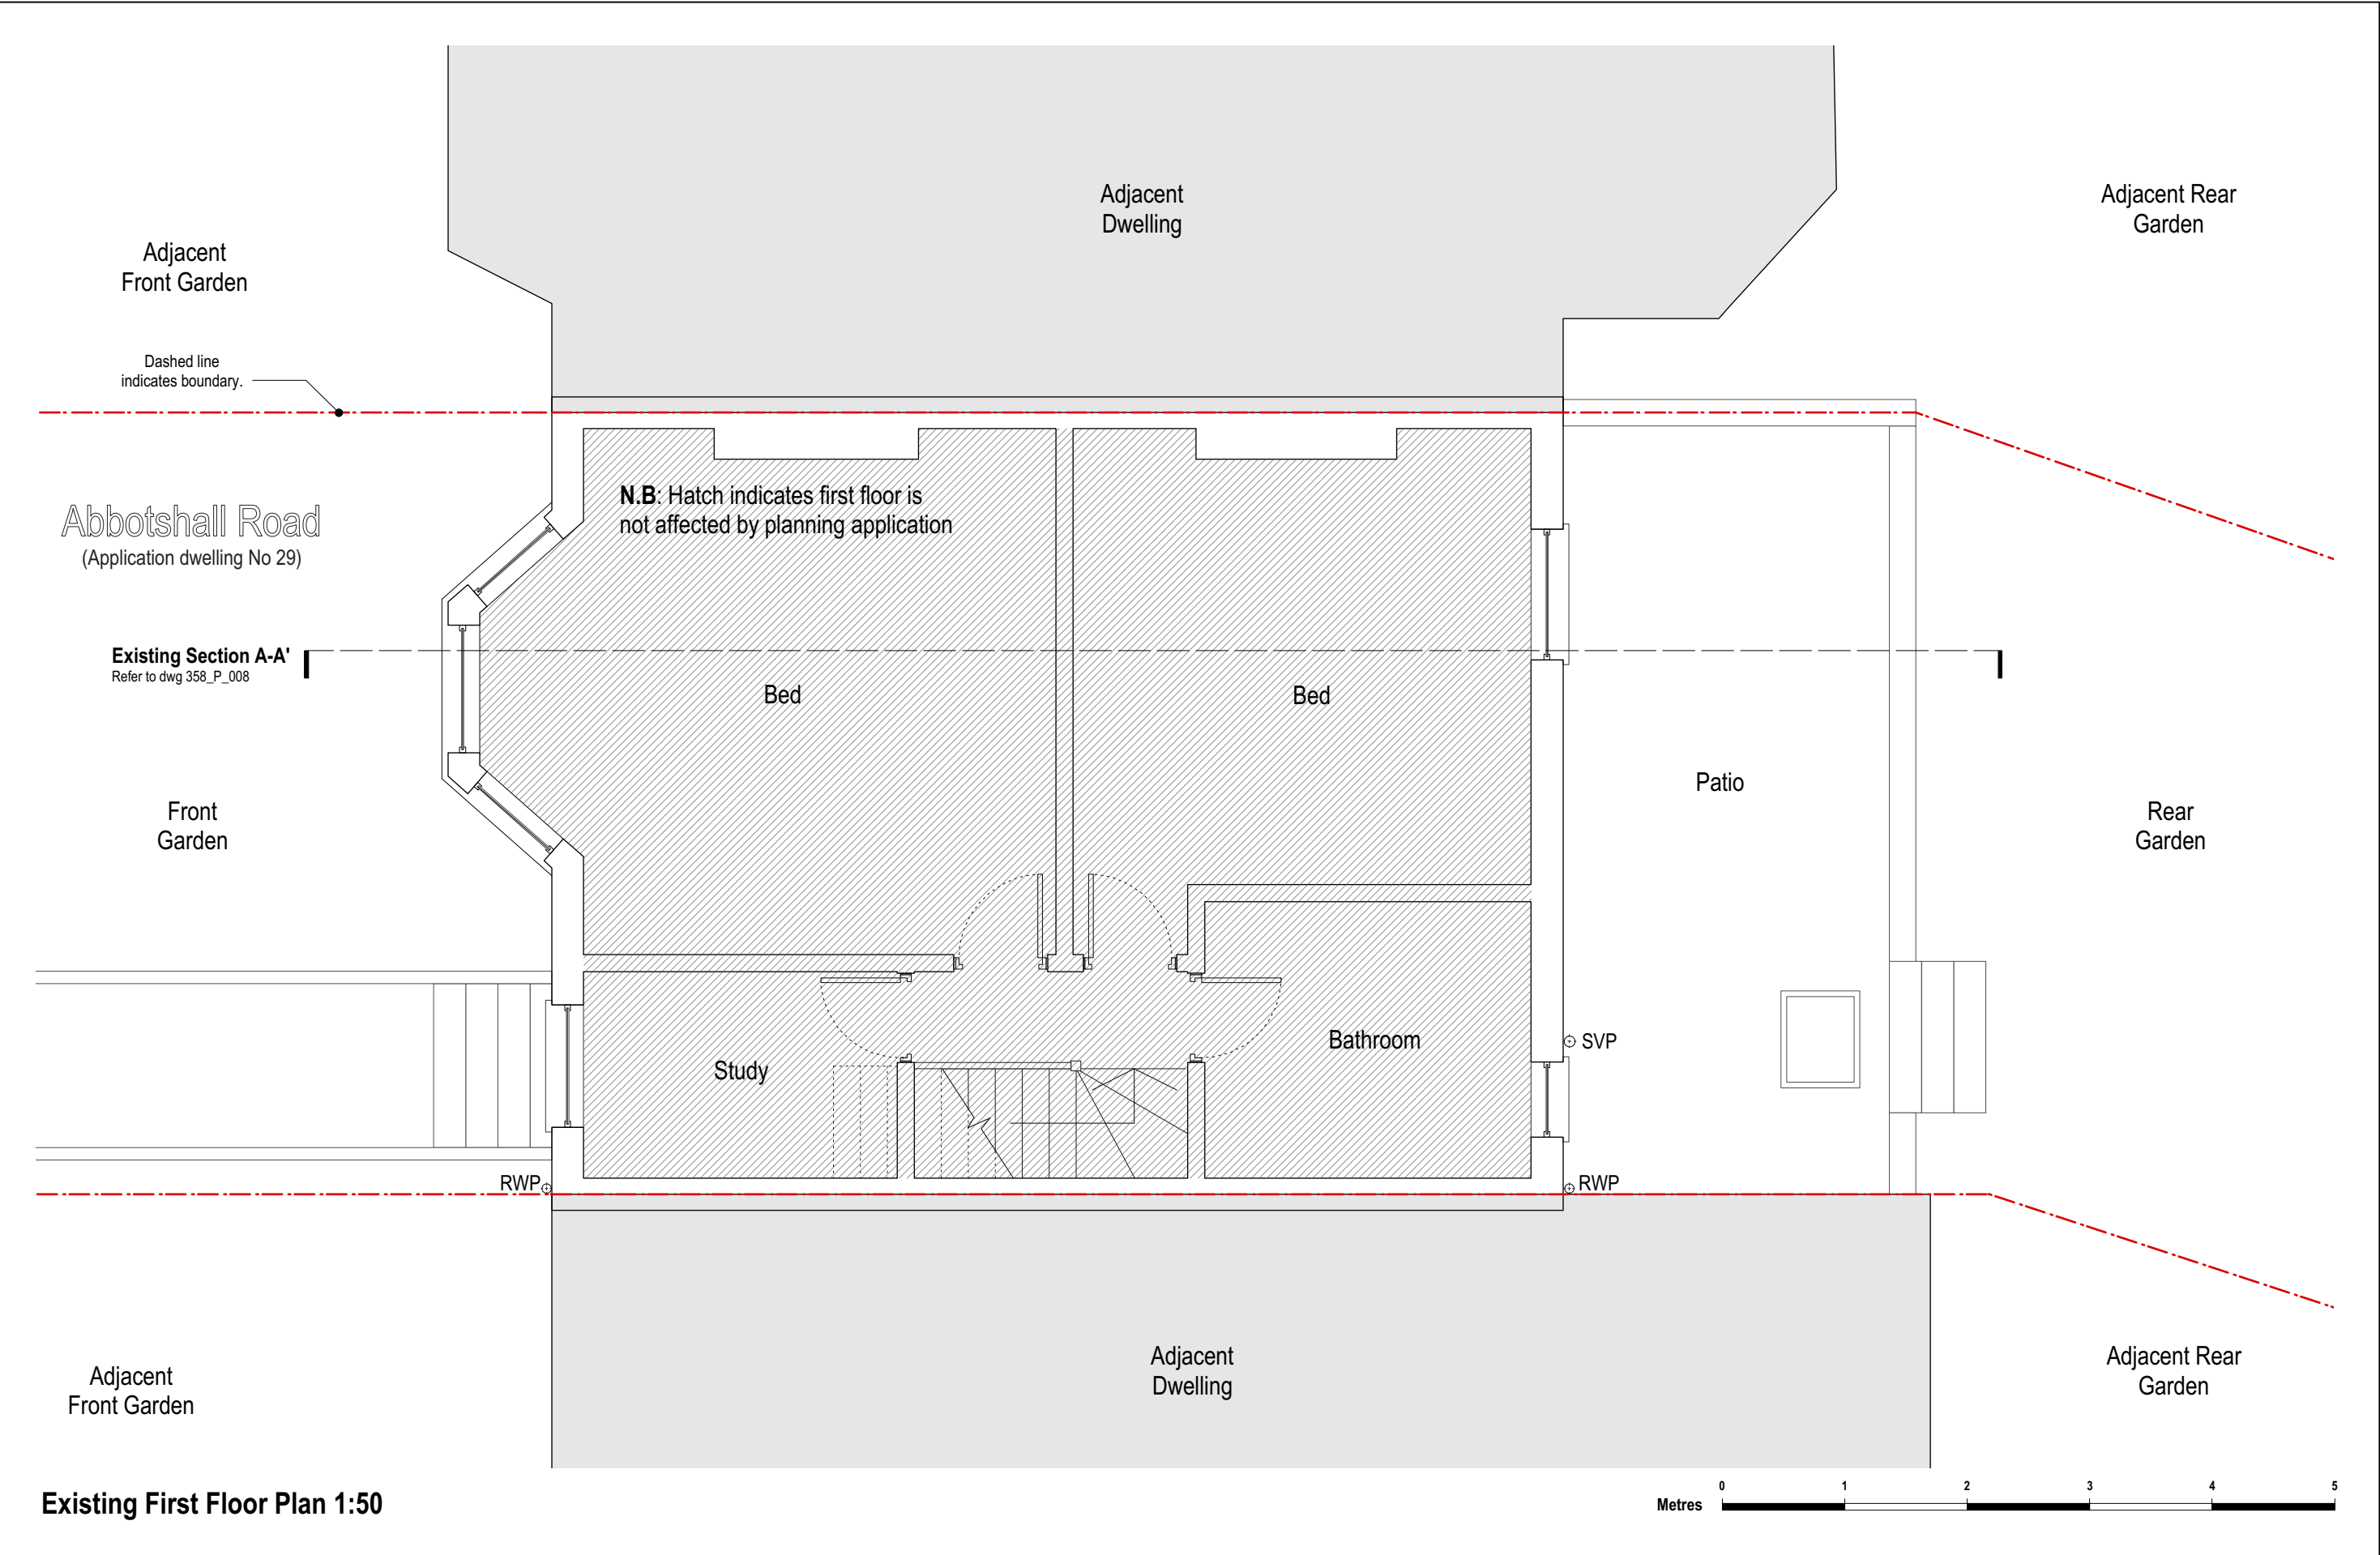 Adjacent
Dwelling
Adjacent Rear
Garden
Adjacent
Front Garden
Dashed line
indicates boundary.
N.B: Hatch indicates first floor is
not affected by planning application
Abbotshall Road
(Application dwelling No 29)
Existing Section A-A'
Refer to dwg 358_P_008
Bed
Bed
Patio
Front
Garden
Rear
Garden
Study
Bathroom
SVP
RWP
RWP
Adjacent
Dwelling
Adjacent Rear
Garden
Adjacent
Front Garden
Existing First Floor Plan 1:50
Metres
0 1 2 3 4 5